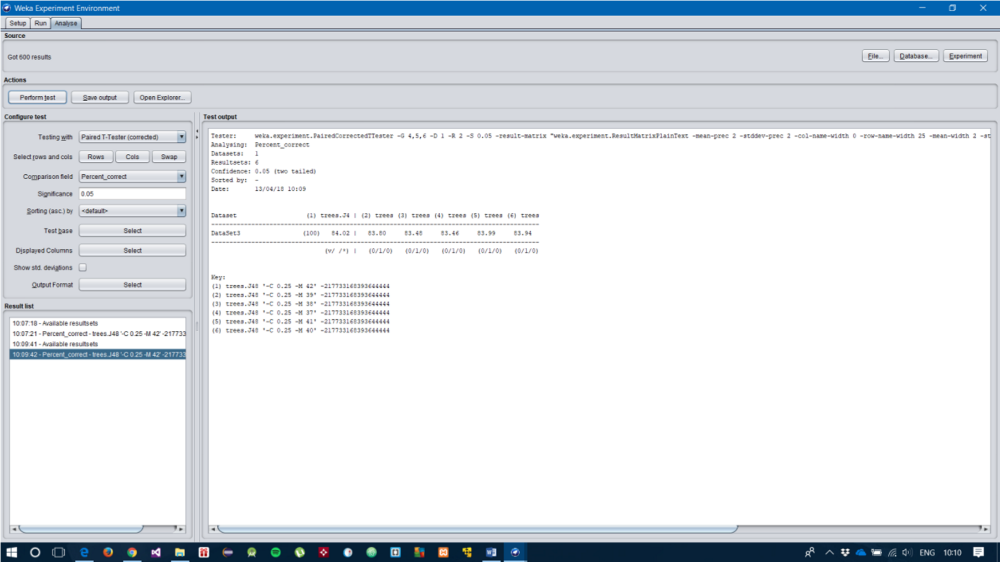 Weka Experiment Environment
Setup Run Analyse
Source
Got 600 results
File... Database... Experiment
Actions
Perform test Save output Open Explorer...
Configure test
Testing with Paired T-Tester (corrected)
Select rows and cols Rows Cols Swap
Comparison field Percent_correct
Significance 0.05
Sorting (asc.) by <default>
Test base Select
Displayed Columns Select
Show std. deviations
Output Format Select
Result list
10:07:18 - Available resultsets
10:07:21 - Percent_correct - trees.J48 '-C 0.25 -M 42' -217733
10:09:41 - Available resultsets
10:09:42 - Percent_correct - trees.J48 '-C 0.25 -M 42' -217733
Test output
Tester: weka.experiment.PairedCorrectedTTester -G 4,5,6 -D 1 -R 2 -S 0.05 -result-matrix "weka.experiment.ResultMatrixPlainText -mean-prec 2 -stddev-prec 2 -col-name-width 0 -row-name-width 25 -mean-width 2 -st
Analysing: Percent_correct
Datasets: 1
Resultsets: 6
Confidence: 0.05 (two tailed)
Sorted by: -
Date: 13/04/18 10:09
Dataset (1) trees.J4 | (2) trees (3) trees (4) trees (5) trees (6) trees
--------------------------------------------------------------------------
DataSet3 (100) 84.02 | 83.80 83.48 83.46 83.99 83.94
--------------------------------------------------------------------------
(v/ /*) | (0/1/0) (0/1/0) (0/1/0) (0/1/0) (0/1/0)
Key:
(1) trees.J48 '-C 0.25 -M 42' -217733168393644444
(2) trees.J48 '-C 0.25 -M 39' -217733168393644444
(3) trees.J48 '-C 0.25 -M 38' -217733168393644444
(4) trees.J48 '-C 0.25 -M 37' -217733168393644444
(5) trees.J48 '-C 0.25 -M 41' -217733168393644444
(6) trees.J48 '-C 0.25 -M 40' -217733168393644444
ENG 10:10